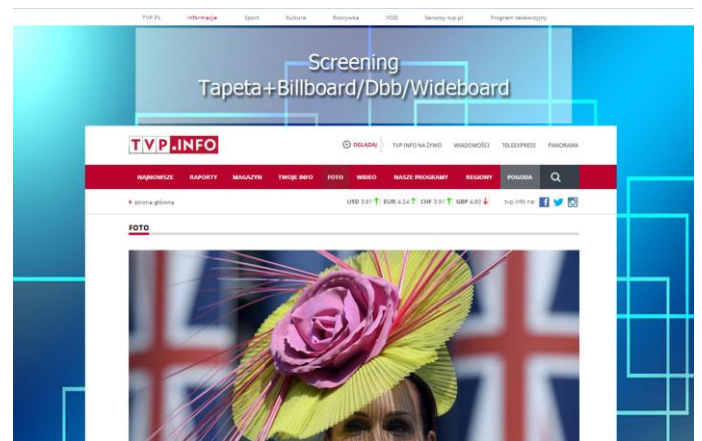 TVP.PL Informacje Sport Kultura Rozrywka VOD Serwisy tvp.pl Program telewizyjny
Screening
Tapeta+Billboard/Dbb/Wideboard
TVP.INFO
OGLĄDAJ TVP INFO NA ŻYWO WIADOMOŚCI TELEEXPRESS PANORAMA
NAJNOWSZE RAPORTY MAGAZYN TWOJE INFO FOTO WIDEO NASZE PROGRAMY REGIONY POGODA
strona główna USD 3.81 EUR 4.24 CHF 3.91 GBP 4.80 tvp.info na:
FOTO